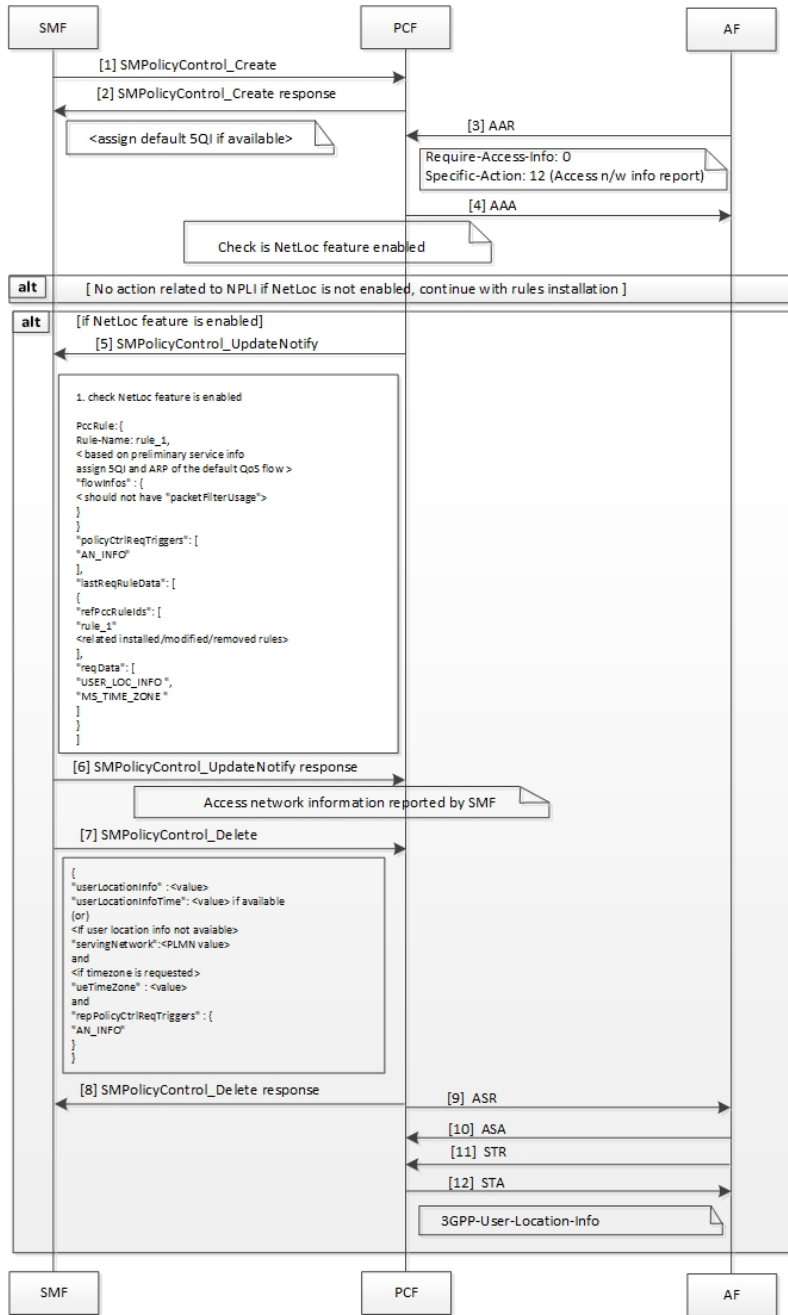 SMF
PCF
AF
[1] SMPolicyControl_Create
[2] SMPolicyControl_Create response
<assign default 5QI if available>
[3] AAR
Require-Access-Info: 0
Specific-Action: 12 (Access n/w info report)
[4] AAA
Check is NetLoc feature enabled
alt
[ No action related to NPLI if NetLoc is not enabled, continue with rules installation ]
alt
[if NetLoc feature is enabled]
[5] SMPolicyControl_UpdateNotify
1. check NetLoc feature is enabled
PccRule: {
Rule-Name: rule_1,
< based on preliminary service info
assign 5QI and ARP of the default QoS flow >
"flowInfos" : {
< should not have "packetFilterUsage">
}
}
"policyCtrlReqTriggers": [
"AN_INFO"
],
"lastReqRuleData": [
{
"refPccRuleIds": [
"rule_1"
<related installed/modified/removed rules>
],
"reqData": [
"USER_LOC_INFO ",
"MS_TIME_ZONE "
]
}
]
[6] SMPolicyControl_UpdateNotify response
Access network information reported by SMF
[7] SMPolicyControl_Delete
{
"userLocationInfo" : <value>
"userLocationInfoTime": <value> if available
(or)
<If user location info not avaiable>
"servingNetwork":<PLMN value>
and
<if timezone is requested>
"ueTimeZone" : <value>
and
"repPolicyCtrlReqTriggers" : {
"AN_INFO"
}
}
[8] SMPolicyControl_Delete response
[9] ASR
[10] ASA
[11] STR
[12] STA
3GPP-User-Location-Info
SMF
PCF
AF